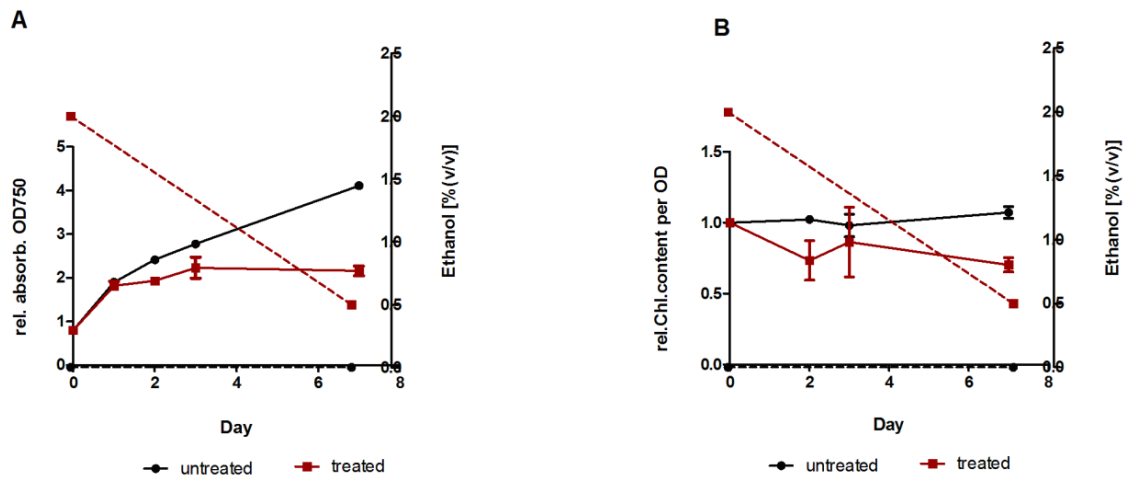 A
rel. absorb. OD750
5
4
3
2
1
0
0 2 4 6 8
Day
2.5
2.0
1.5
1.0
0.5
0.0
Ethanol [% (v/v)]
untreated treated
B
rel.Chl.content per OD
1.5
1.0
0.5
0.0
0 2 4 6 8
Day
2.5
2.0
1.5
1.0
0.5
0.0
Ethanol [% (v/v)]
untreated treated